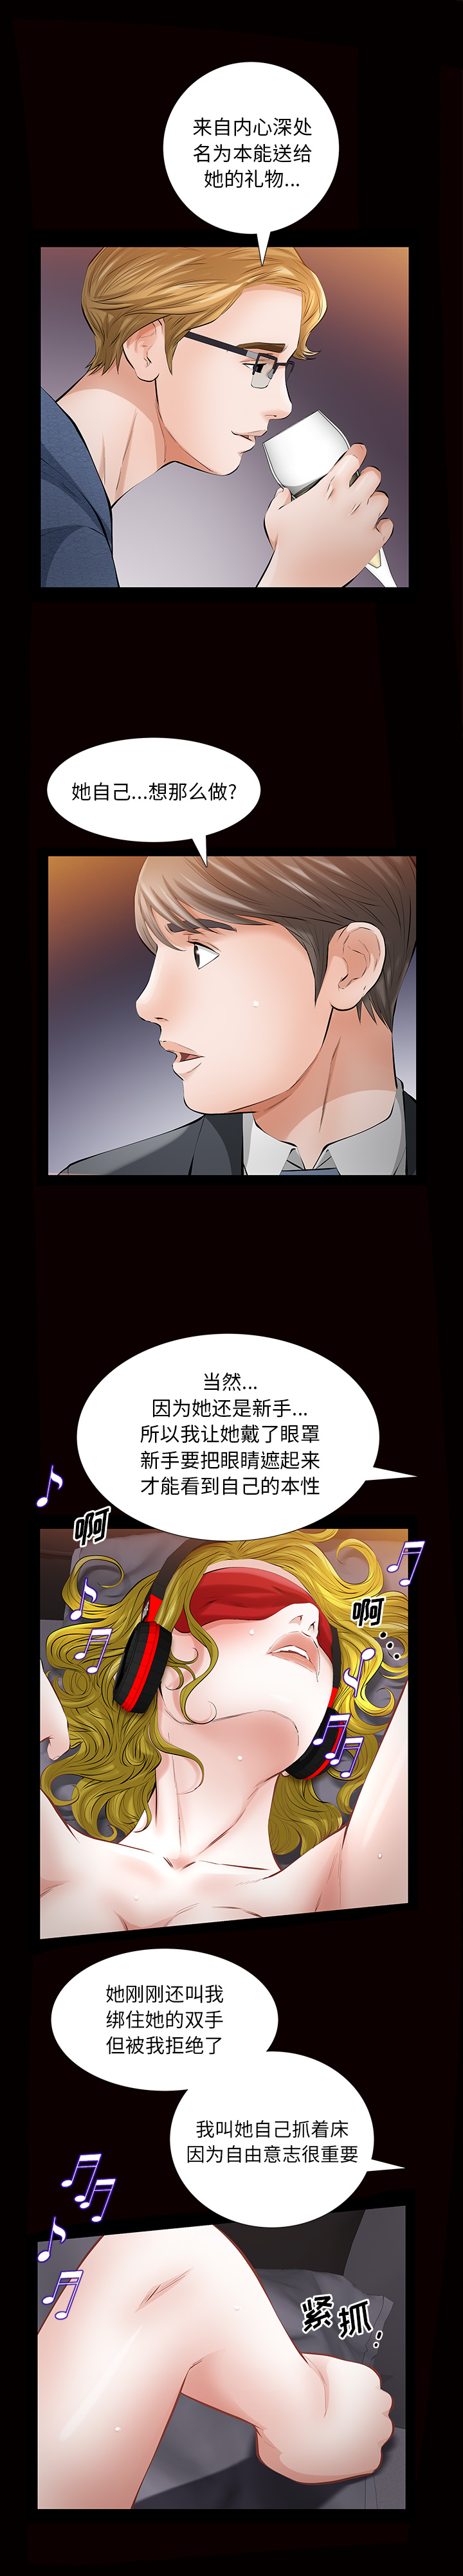 来自内心深处
名为本能送给
她的礼物...
她自己...想那么做?
当然...
因为她还是新手...
所以我让她戴了眼罩
新手要把眼睛遮起来
才能看到自己的本性
啊
啊...
她刚刚还叫我
绑住她的双手
但被我拒绝了
我叫她自己抓着床
因为自由意志很重要
紧抓...